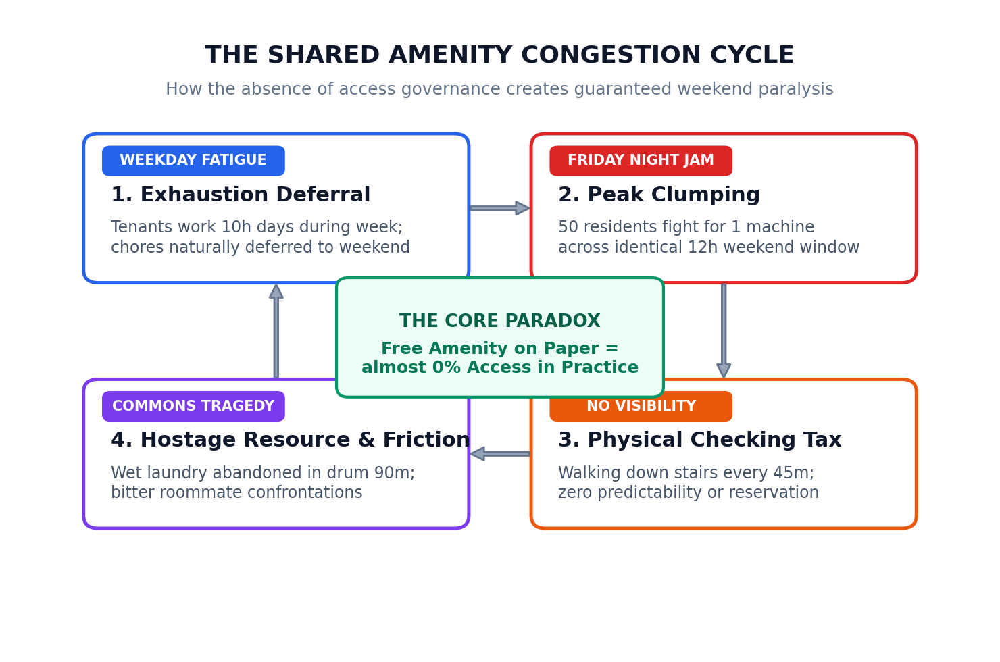 THE SHARED AMENITY CONGESTION CYCLE
How the absence of access governance creates guaranteed weekend paralysis
WEEKDAY FATIGUE
1. Exhaustion Deferral
Tenants work 10h days during week;
chores naturally deferred to weekend
FRIDAY NIGHT JAM
2. Peak Clumping
50 residents fight for 1 machine
across identical 12h weekend window
THE CORE PARADOX
Free Amenity on Paper =
almost 0% Access in Practice
COMMONS TRAGEDY
4. Hostage Resource & Friction
Wet laundry abandoned in drum 90m;
bitter roommate confrontations
NO VISIBILITY
3. Physical Checking Tax
Walking down stairs every 45m;
zero predictability or reservation